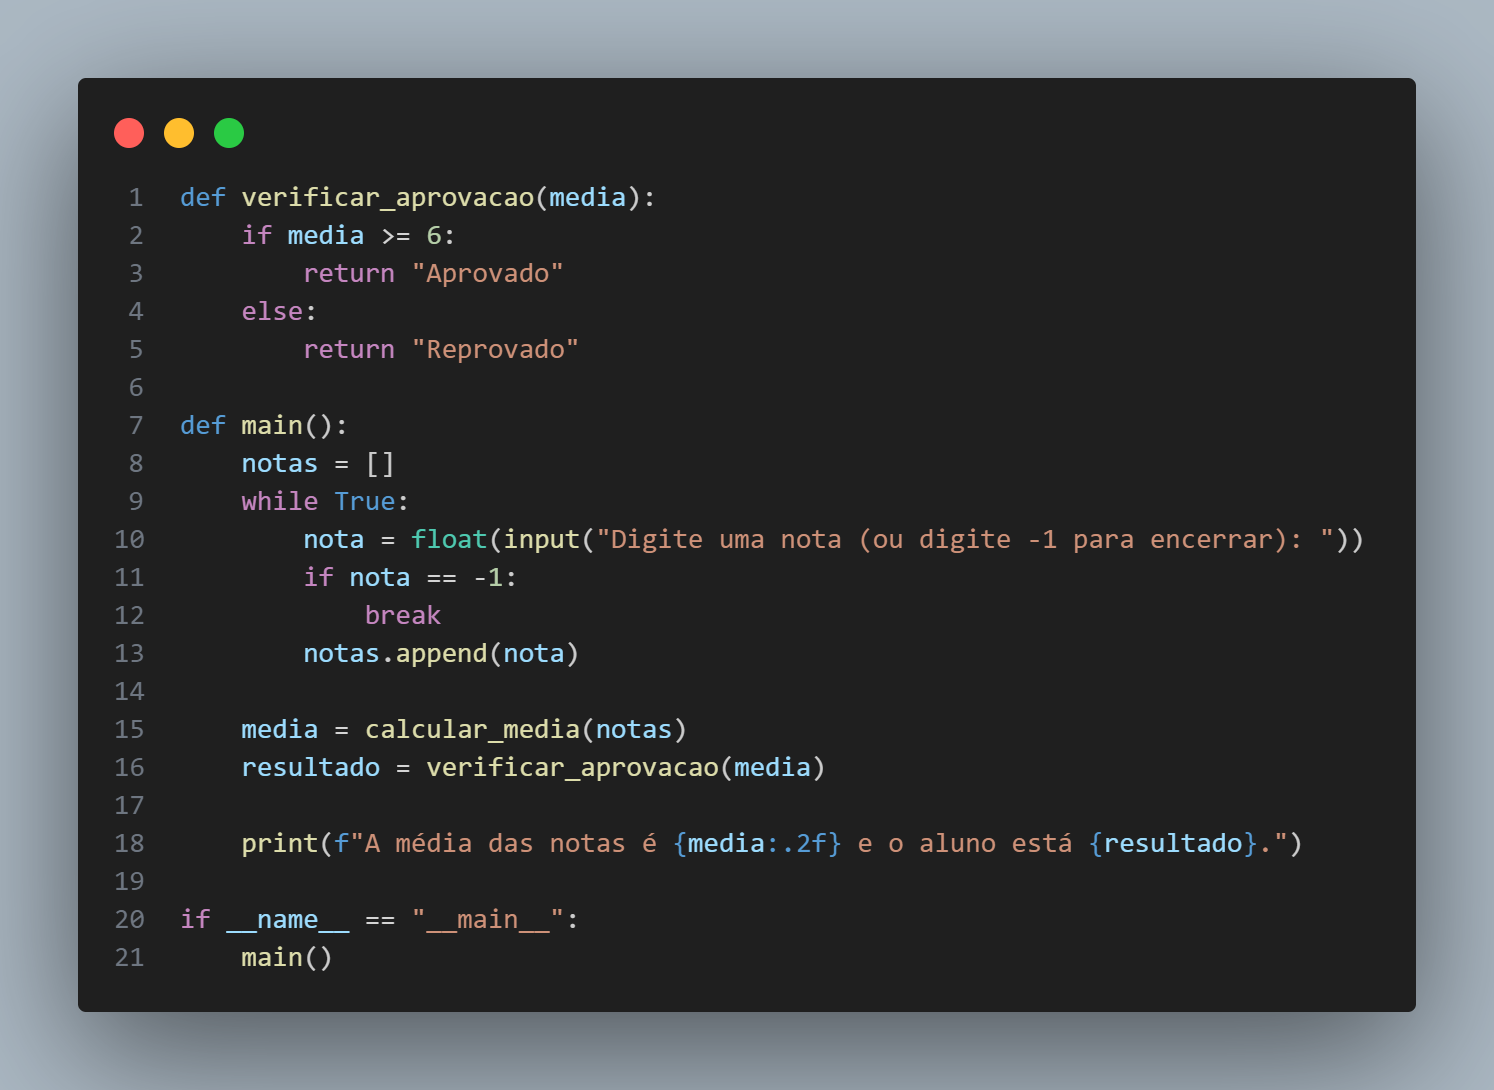 1 def verificar_aprovacao(media):
2     if media >= 6:
3         return "Aprovado"
4     else:
5         return "Reprovado"
6
7 def main():
8     notas = []
9     while True:
10         nota = float(input("Digite uma nota (ou digite -1 para encerrar): "))
11         if nota == -1:
12             break
13         notas.append(nota)
14
15     media = calcular_media(notas)
16     resultado = verificar_aprovacao(media)
17
18     print(f"A média das notas é {media:.2f} e o aluno está {resultado}.")
19
20 if __name__ == "__main__":
21     main()